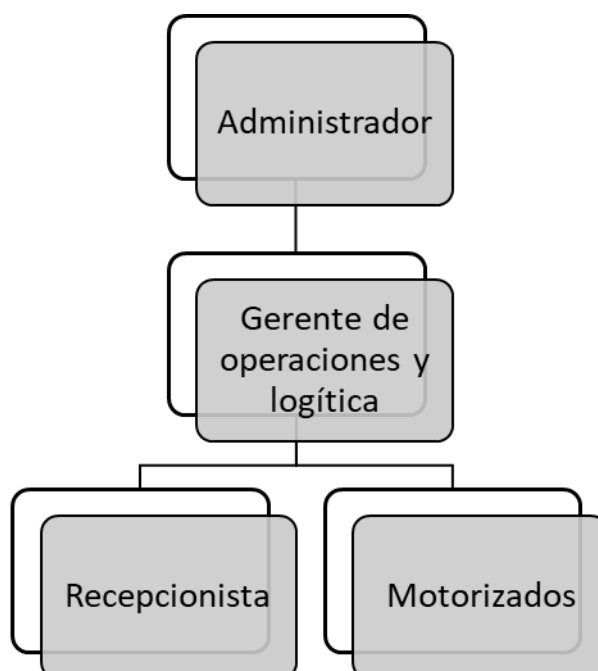 Administrador
Gerente de
operaciones y
logítica
Recepcionista
Motorizados